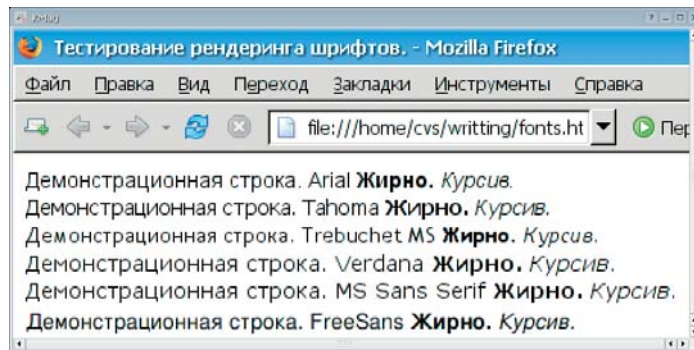 Тестирование рендеринга шрифтов. - Mozilla Firefox
Файл Правка Вид Переход Закладки Инструменты Справка
file:///home/cvs/writting/fonts.ht Пер
Демонстрационная строка. Arial Жирно. Курсив.
Демонстрационная строка. Tahoma Жирно. Курсив.
Демонстрационная строка. Trebuchet MS Жирно. Курсив.
Демонстрационная строка. Verdana Жирно. Курсив.
Демонстрационная строка. MS Sans Serif Жирно. Курсив.
Демонстрационная строка. FreeSans Жирно. Курсив.